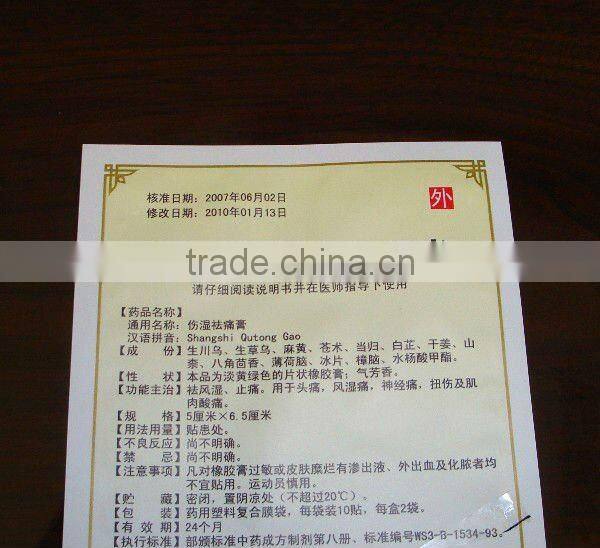 核准日期：2007年06月02日
修改日期：2010年01月13日
外
trade.china.cn
请仔细阅读说明书并在医师指导下使用
【药品名称】
通用名称：伤湿祛痛膏
汉语拼音：Shangshi Qutong Gao
【成　份】生川乌、生草乌、麻黄、苍术、当归、白芷、干姜、山
柰、八角茴香、薄荷脑、冰片、樟脑、水杨酸甲酯。
【性　状】本品为淡黄绿色的片状橡胶膏；气芳香。
【功能主治】祛风湿、止痛。用于头痛，风湿痛，神经痛，扭伤及肌
肉酸痛。
【规　格】5厘米×6.5厘米
【用法用量】贴患处。
【不良反应】尚不明确。
【禁　忌】尚不明确。
【注意事项】凡对橡胶膏过敏或皮肤糜烂有渗出液、外出血及化脓者均
不宜贴用。运动员慎用。
【贮　藏】密闭，置阴凉处（不超过20℃）。
【包　装】药用塑料复合膜袋，每袋装10贴，每盒2袋。
【有 效 期】24个月
【执行标准】部颁标准中药成方制剂第八册、标准编号WS3-B-1534-93。